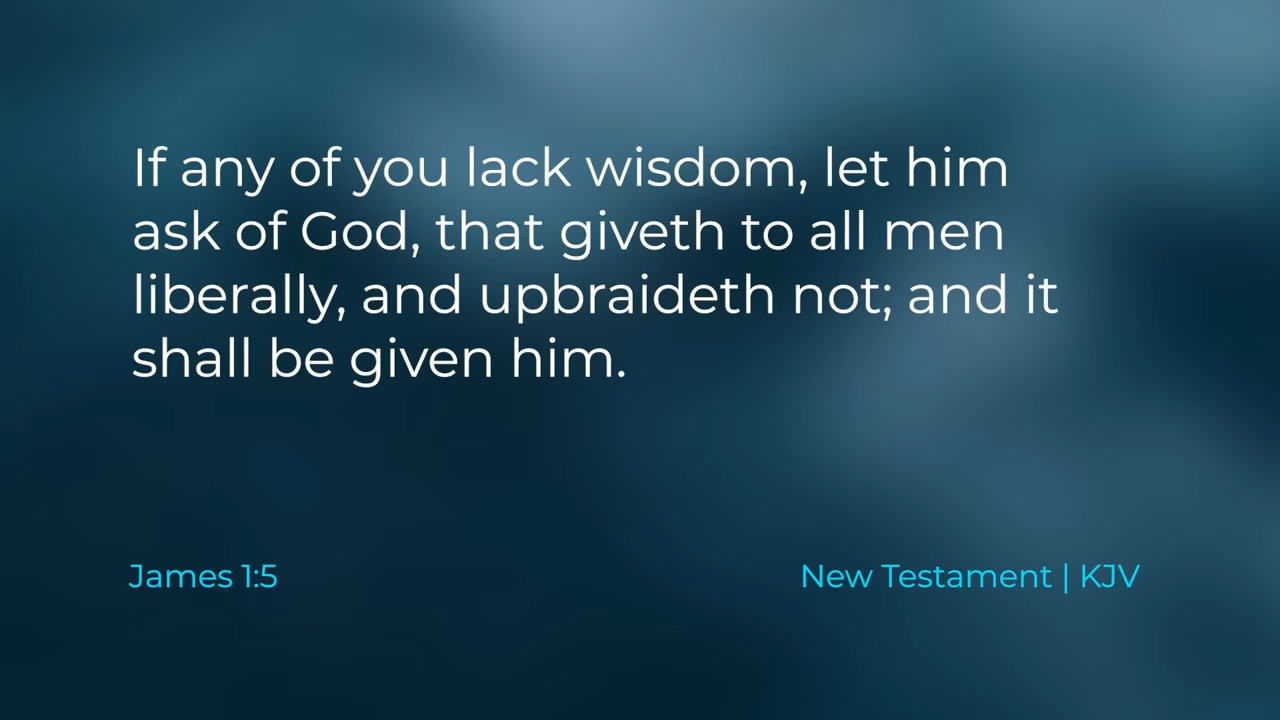 If any of you lack wisdom, let him
ask of God, that giveth to all men
liberally, and upbraideth not; and it
shall be given him.
James 1:5
New Testament | KJV